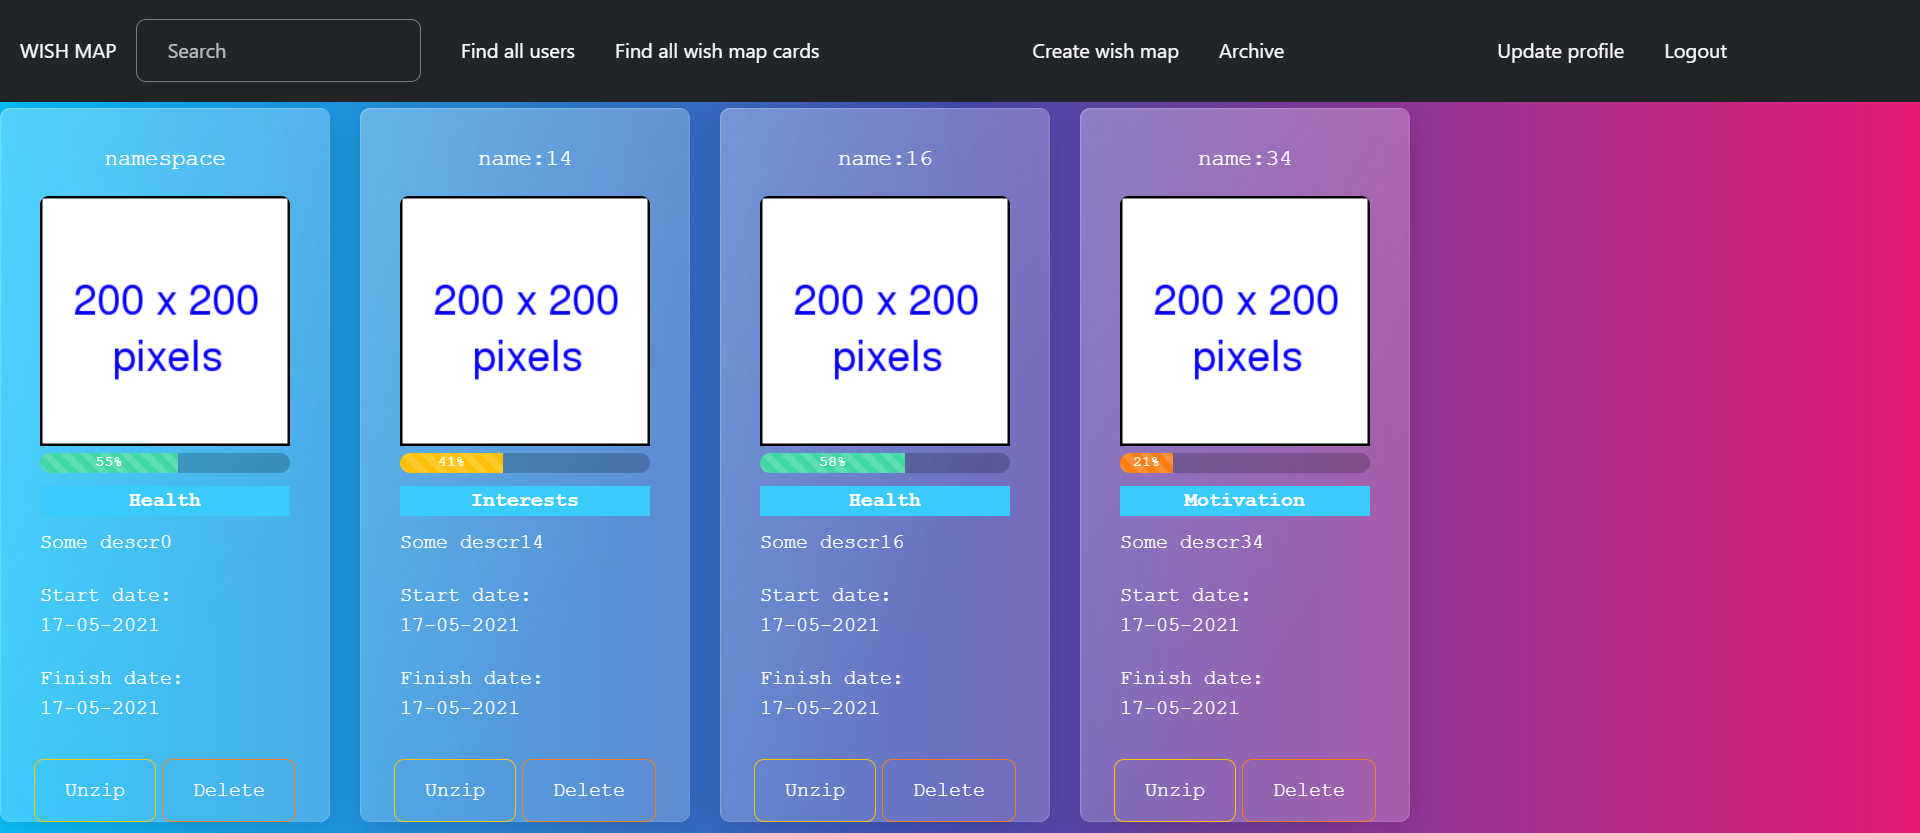 WISH MAP
Search
Find all users
Find all wish map cards
Create wish map
Archive
Update profile
Logout
namespace
200 x 200
pixels
55%
Health
Some descr0
Start date:
17-05-2021
Finish date:
17-05-2021
Unzip
Delete
name:14
200 x 200
pixels
41%
Interests
Some descr14
Start date:
17-05-2021
Finish date:
17-05-2021
Unzip
Delete
name:16
200 x 200
pixels
58%
Health
Some descr16
Start date:
17-05-2021
Finish date:
17-05-2021
Unzip
Delete
name:34
200 x 200
pixels
21%
Motivation
Some descr34
Start date:
17-05-2021
Finish date:
17-05-2021
Unzip
Delete